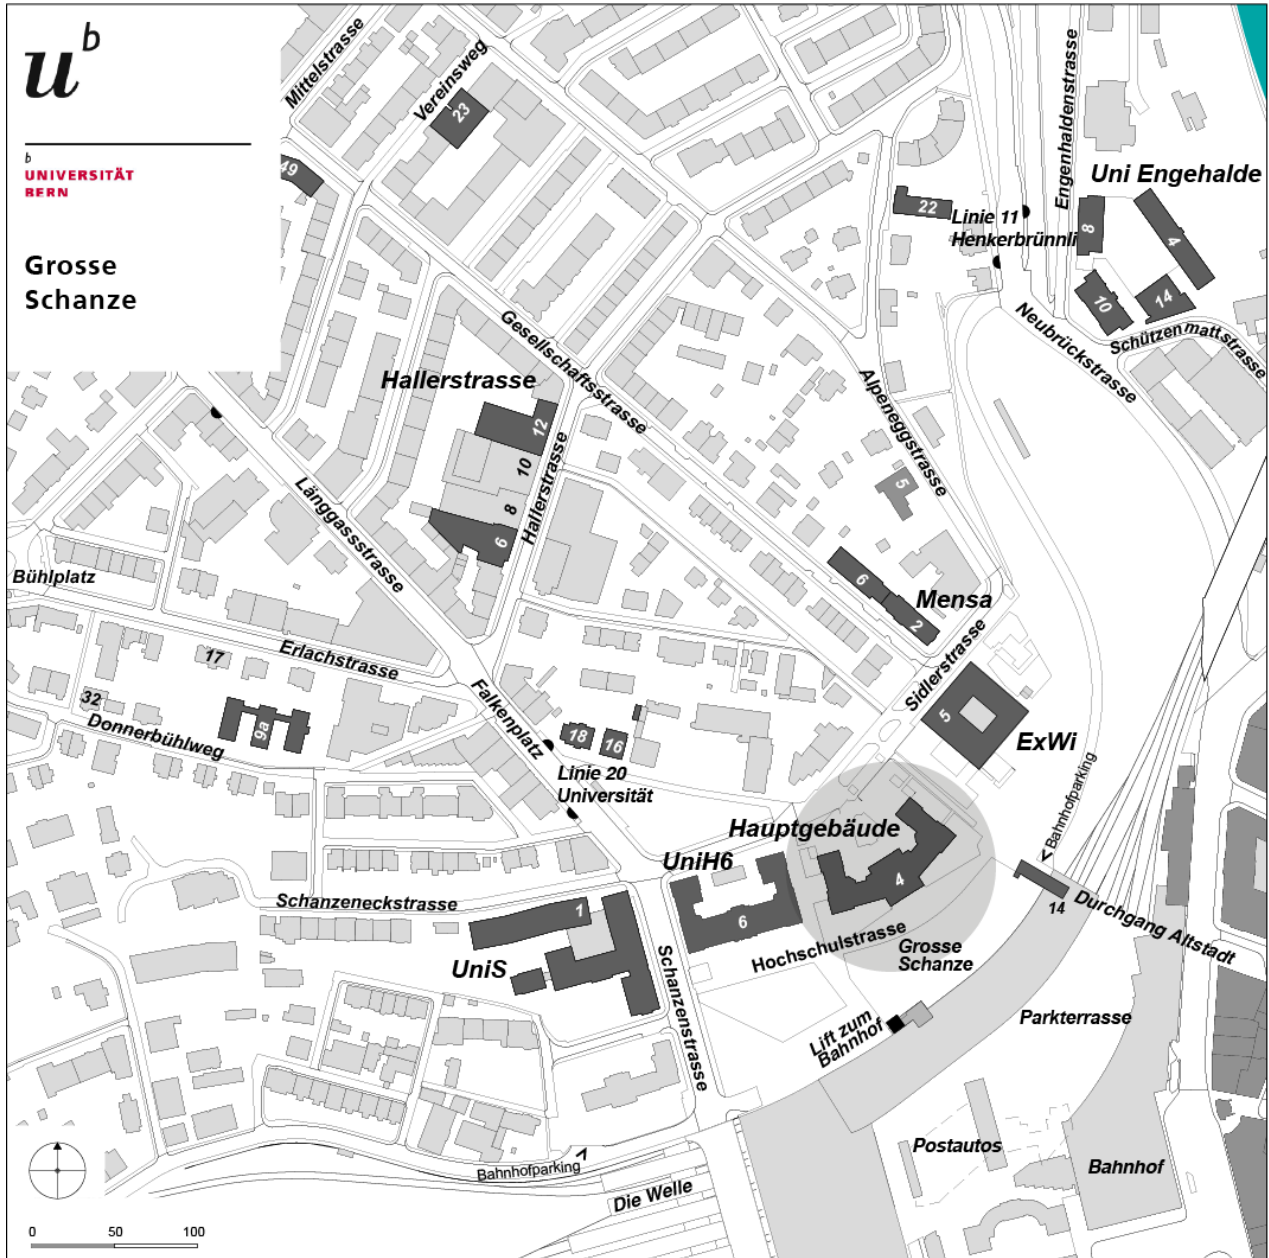 u b
b
UNIVERSITÄT
BERN
Grosse
Schanze
Mittelstrasse
Vereinsweg
23
49
Engenhaldenstrasse
Uni Engehalde
22
Linie 11
Henkerbrünnli
8
4
10
14
Schützenmattstrasse
Neubrückstrasse
Gesellschaftsstrasse
Hallerstrasse
12
10
8
6
Hallerstrasse
Alpeneggstrasse
5
Länggassstrasse
Bühlplatz
6
2
Mensa
Erlachstrasse
17
32
9a
Donnerbühlweg
Falkenplatz
18
16
Linie 20
Universität
Sidlerstrasse
5
ExWi
Bahnhofparking
Hauptgebäude
4
UniH6
6
Schanzeneckstrasse
1
UniS
Schanzenstrasse
Hochschulstrasse
Grosse
Schanze
14
Durchgang Altstadt
Lift zum
Bahnhof
Parkterrasse
Postautos
Bahnhof
Bahnhofparking
Die Welle
0 50 100